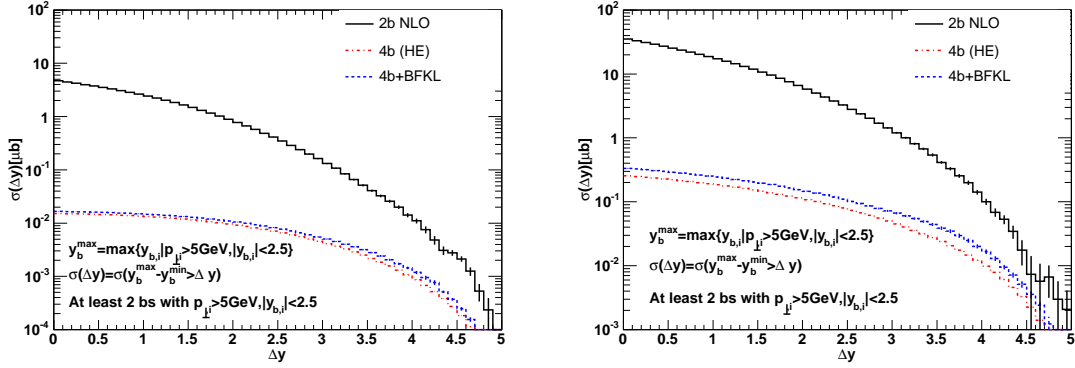 σ(Δy)[μb]
10²
10
1
10⁻¹
10⁻²
10⁻³
10⁻⁴
2b NLO
4b (HE)
4b+BFKL
y_b^max=max{y_b,i|p_⊥i>5GeV,|y_b,i|<2.5}
σ(Δy)=σ(y_b^max-y_b^min>Δ y)
At least 2 bs with p_⊥i>5GeV,|y_b,i|<2.5
0 0.5 1 1.5 2 2.5 3 3.5 4 4.5 5
Δy
σ(Δy)[μb]
10²
10
1
10⁻¹
10⁻²
10⁻³
2b NLO
4b (HE)
4b+BFKL
y_b^max=max{y_b,i|p_⊥i>5GeV,|y_b,i|<2.5}
σ(Δy)=σ(y_b^max-y_b^min>Δ y)
At least 2 bs with p_⊥i>5GeV,|y_b,i|<2.5
0 0.5 1 1.5 2 2.5 3 3.5 4 4.5 5
Δy